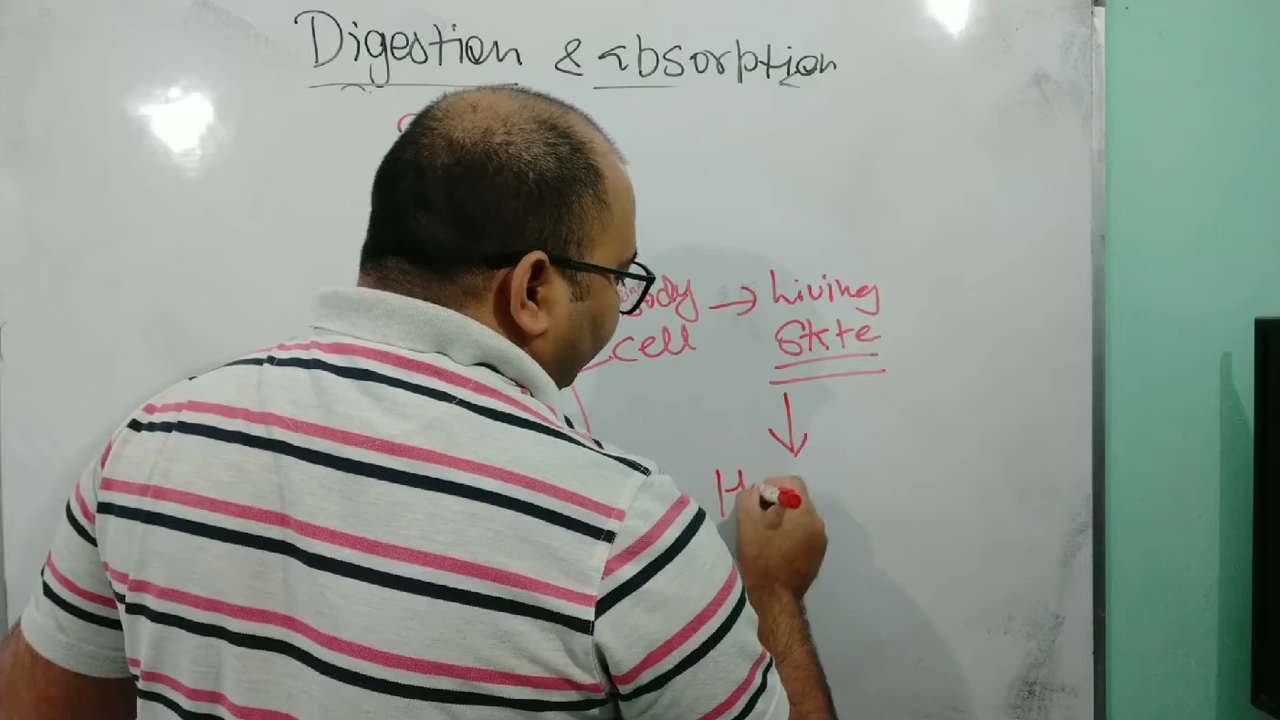 Digestion & absorption
Body → Living
cell State